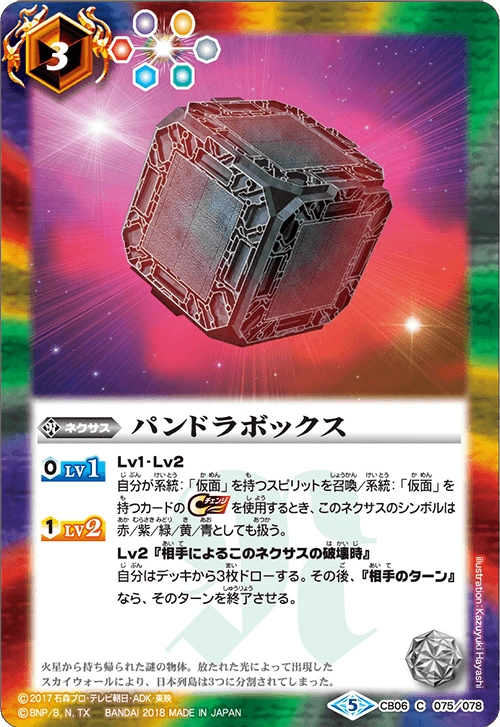 3
ネクサス パンドラボックス
0 LV1
1 LV2
Lv1・Lv2
自分が系統:「仮面」を持つスピリットを召喚/系統:「仮面」を
持つカードの チェンジ を使用するとき、このネクサスのシンボルは
赤/紫/緑/黄/青としても扱う。
Lv2『相手によるこのネクサスの破壊時』
自分はデッキから3枚ドローする。その後、『相手のターン』
なら、そのターンを終了させる。
火星から持ち帰られた謎の物体。放たれた光によって出現した
スカイウォールにより、日本列島は3つに分割されてしまった。
illustration:Kazuyuki Hayashi
©2017 石森プロ・テレビ朝日・ADK・東映
©BNP/B, N, TX BANDAI 2018 MADE IN JAPAN
5 CB06 C 075/078